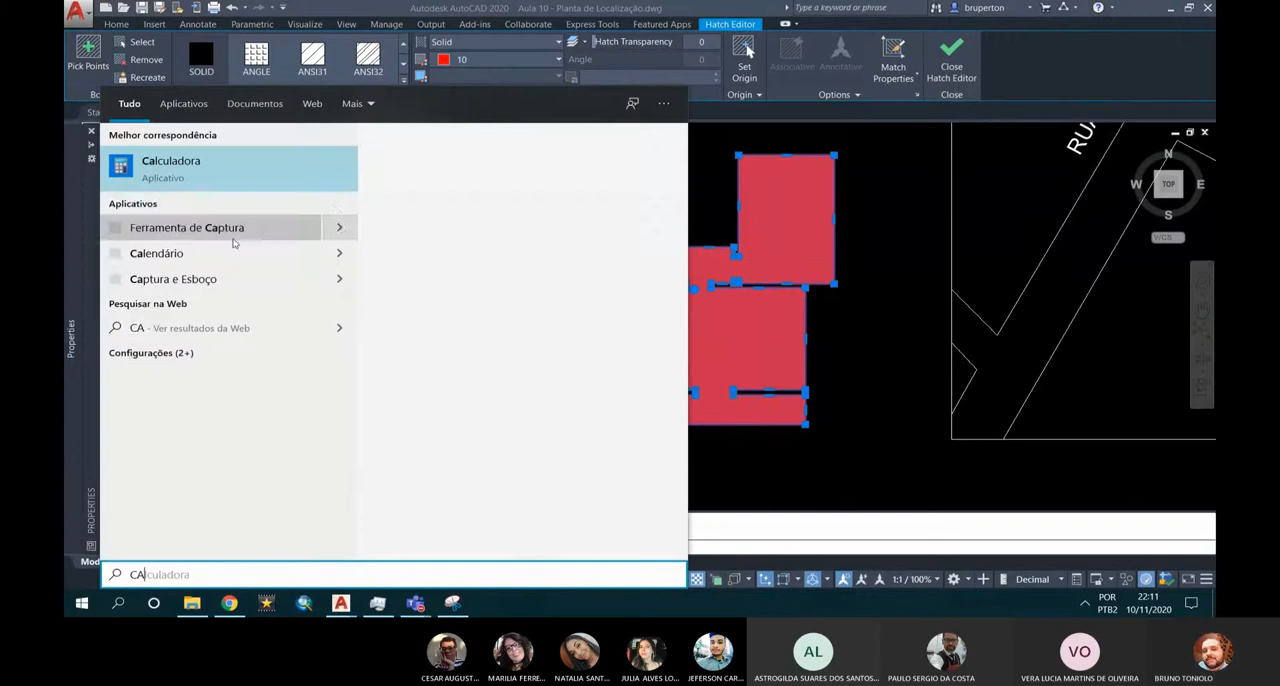 Autodesk AutoCAD 2020 Aula 10 - Planta de Localização.dwg
Type a keyword or phrase
bruperton
Home Insert Annotate Parametric View Manage Output Add-ins Collaborate Express Tools Featured Apps Hatch Editor
Pick Points
Select
Remove
Recreate
SOLID
ANGLE
ANSI31
ANSI32
Solid
10
Hatch Transparency 0
Angle 0
Set
Origin
Associative
Annotative
Match
Properties
Close
Hatch Editor
Origin
Options
Close
Sta
Tudo Aplicativos Documentos Web Mais
Melhor correspondência
Calculadora
Aplicativo
Aplicativos
Ferramenta de Captura
Calendário
Captura e Esboço
Pesquisar na Web
CA - Ver resultados da Web
Configurações (2+)
CAlculadora
Properties
PROPERTIES
Mod
RUA
N
W TOP E
S
WCS
1:1 / 100%
Decimal
POR
PTB2
22:11
10/11/2020
AL
VO
CESAR AUGUST...
MARILIA FERRE...
NATALIA SANT...
JULIA ALVES LO...
JEFERSON CAR...
ASTROGILDA SUARES DOS SANTOS...
PAULO SERGIO DA COSTA
VERA LUCIA MARTINS DE OLIVEIRA
BRUNO TONIOLO